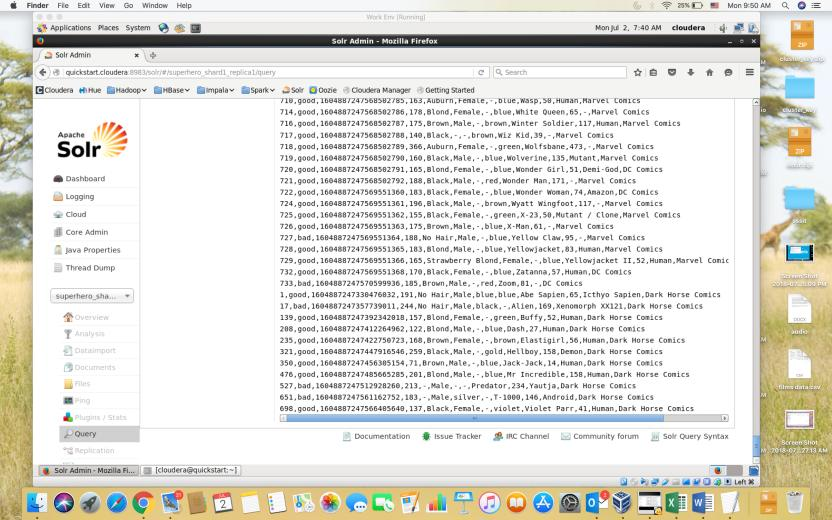 Finder File Edit View Go Window Help 25% Mon 9:50 AM
Work Env [Running]
Applications Places System Mon Jul 2, 7:40 AM cloudera
Solr Admin - Mozilla Firefox
Solr Admin
quickstart.cloudera:8983/solr/#/superhero_shard1_replica1/query Search
Cloudera Hue Hadoop HBase Impala Spark Solr Oozie Cloudera Manager Getting Started
Apache
Solr
Dashboard
Logging
Cloud
Core Admin
Java Properties
Thread Dump
superhero_sha...
Overview
Analysis
Dataimport
Documents
Files
Ping
Plugins / Stats
Query
Replication
710,good,1604887247568502785,163,Auburn,Female,-,blue,Wasp,50,Human,Marvel Comics
714,good,1604887247568502786,178,Blond,Female,-,blue,White Queen,65,-,Marvel Comics
716,good,1604887247568502787,175,Brown,Male,-,brown,Winter Soldier,117,Human,Marvel Comics
717,good,1604887247568502788,140,Black,-,-,brown,Wiz Kid,39,-,Marvel Comics
718,good,1604887247568502789,366,Auburn,Female,-,green,Wolfsbane,473,-,Marvel Comics
719,good,1604887247568502790,160,Black,Male,-,blue,Wolverine,135,Mutant,Marvel Comics
720,good,1604887247568502791,165,Blond,Female,-,blue,Wonder Girl,51,Demi-God,DC Comics
721,good,1604887247568502792,188,Black,Male,-,red,Wonder Man,171,-,Marvel Comics
722,good,1604887247569551360,183,Black,Female,-,blue,Wonder Woman,74,Amazon,DC Comics
724,good,1604887247569551361,196,Black,Male,-,brown,Wyatt Wingfoot,117,-,Marvel Comics
725,good,1604887247569551362,155,Black,Female,-,green,X-23,50,Mutant / Clone,Marvel Comics
726,good,1604887247569551363,175,Brown,Male,-,blue,X-Man,61,-,Marvel Comics
727,bad,1604887247569551364,188,No Hair,Male,-,blue,Yellow Claw,95,-,Marvel Comics
728,good,1604887247569551365,183,Blond,Male,-,blue,Yellowjacket,83,Human,Marvel Comics
729,good,1604887247569551366,165,Strawberry Blond,Female,-,blue,Yellowjacket II,52,Human,Marvel Comic
732,good,1604887247569551368,170,Black,Female,-,blue,Zatanna,57,Human,DC Comics
733,bad,1604887247570599936,185,Brown,Male,-,red,Zoom,81,-,DC Comics
1,good,1604887247330476032,191,No Hair,Male,blue,blue,Abe Sapien,65,Icthyo Sapien,Dark Horse Comics
17,bad,1604887247357739011,244,No Hair,Male,black,-,Alien,169,Xenomorph XX121,Dark Horse Comics
139,good,1604887247392342018,157,Blond,Female,-,green,Buffy,52,Human,Dark Horse Comics
208,good,1604887247412264962,122,Blond,Male,-,blue,Dash,27,Human,Dark Horse Comics
235,good,1604887247422750723,168,Brown,Female,-,brown,Elastigirl,56,Human,Dark Horse Comics
321,good,1604887247447916546,259,Black,Male,-,gold,Hellboy,158,Demon,Dark Horse Comics
350,good,1604887247456305154,71,Brown,Male,-,blue,Jack-Jack,14,Human,Dark Horse Comics
476,good,1604887247485665285,201,Blond,Male,-,blue,Mr Incredible,158,Human,Dark Horse Comics
527,bad,1604887247512928260,213,-,Male,-,-,Predator,234,Yautja,Dark Horse Comics
651,bad,1604887247561162752,183,-,Male,silver,-,T-1000,146,Android,Dark Horse Comics
698,good,1604887247566405640,137,Black,Female,-,violet,Violet Parr,41,Human,Dark Horse Comics
Documentation Issue Tracker IRC Channel Community forum Solr Query Syntax
Solr Admin - Mozilla Fi... [cloudera@quickstart:~]
Left ⌘
ZIP
cluster_way
ZIP
Screen Shot
DOCX
audio
films data.csv
Screen Shot